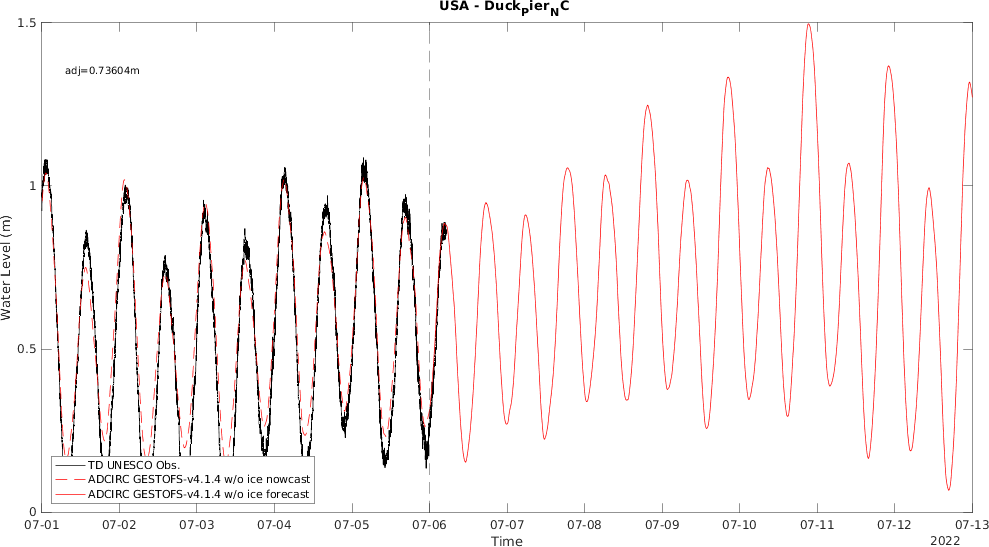 USA - DuckpierNC
adj=0.73604m
Water Level (m)
1.5
1
0.5
0
TD UNESCO Obs.
ADCIRC GESTOFS-v4.1.4 w/o ice nowcast
ADCIRC GESTOFS-v4.1.4 w/o ice forecast
07-01 07-02 07-03 07-04 07-05 07-06 07-07 07-08 07-09 07-10 07-11 07-12 07-13
Time
2022